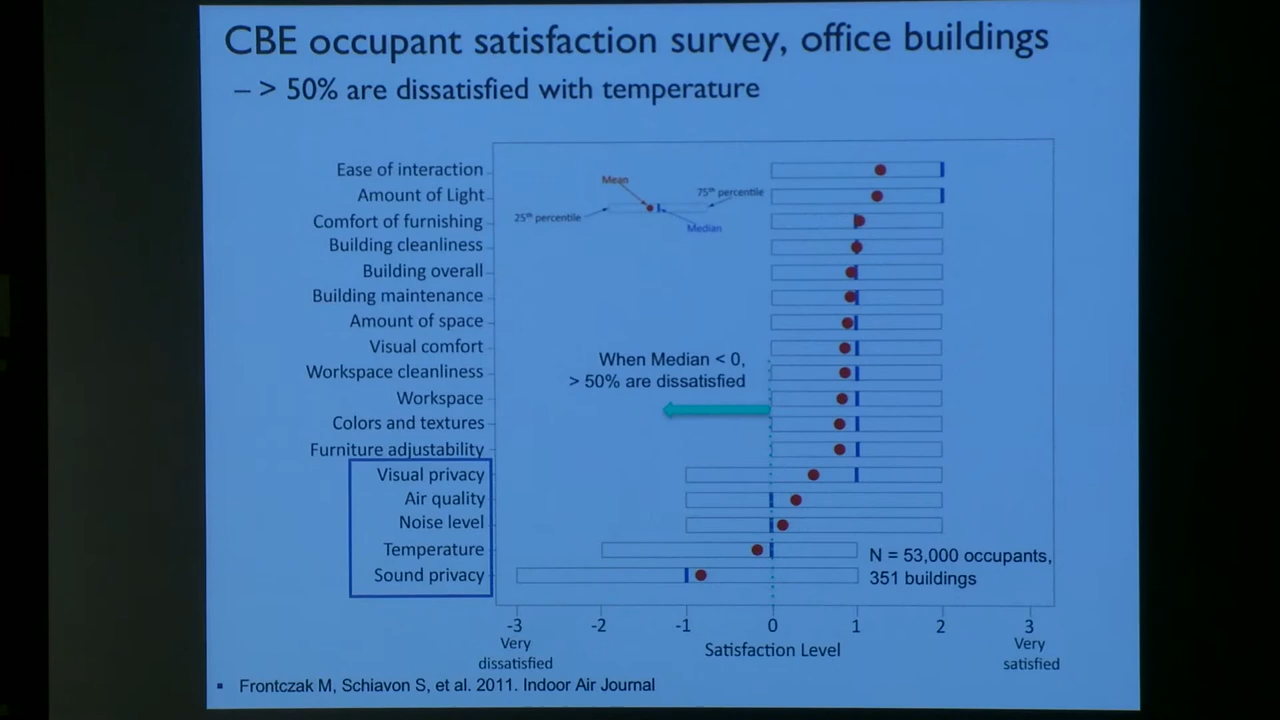 CBE occupant satisfaction survey, office buildings
– > 50% are dissatisfied with temperature
Ease of interaction
Amount of Light
Comfort of furnishing
Building cleanliness
Building overall
Building maintenance
Amount of space
Visual comfort
Workspace cleanliness
Workspace
Colors and textures
Furniture adjustability
Visual privacy
Air quality
Noise level
Temperature
Sound privacy
Mean
75th percentile
25th percentile
Median
When Median < 0,
> 50% are dissatisfied
N = 53,000 occupants,
351 buildings
-3 -2 -1 0 1 2 3
Very
dissatisfied
Satisfaction Level
Very
satisfied
▪ Frontczak M, Schiavon S, et al. 2011. Indoor Air Journal